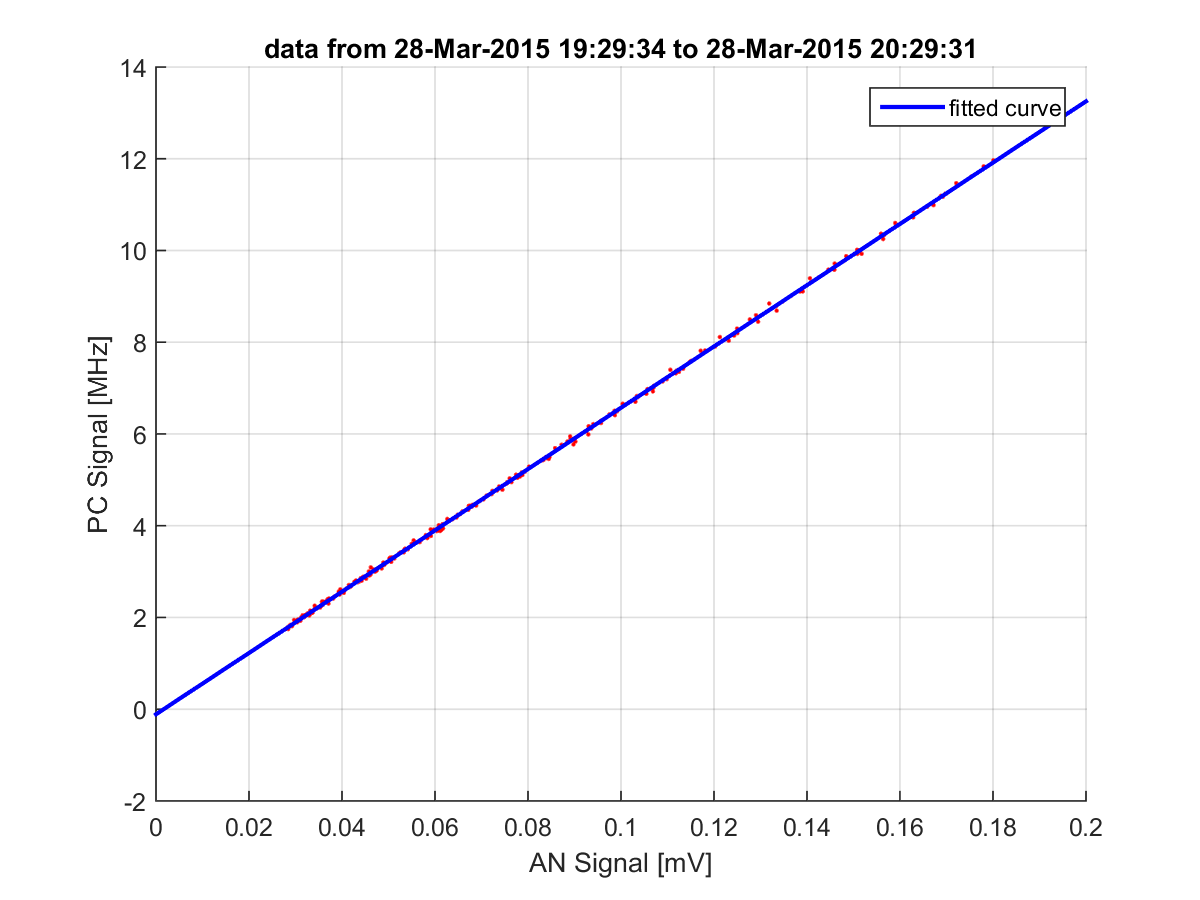 data from 28-Mar-2015 19:29:34 to 28-Mar-2015 20:29:31
fitted curve
14
12
10
8
6
4
2
0
-2
PC Signal [MHz]
0 0.02 0.04 0.06 0.08 0.1 0.12 0.14 0.16 0.18 0.2
AN Signal [mV]